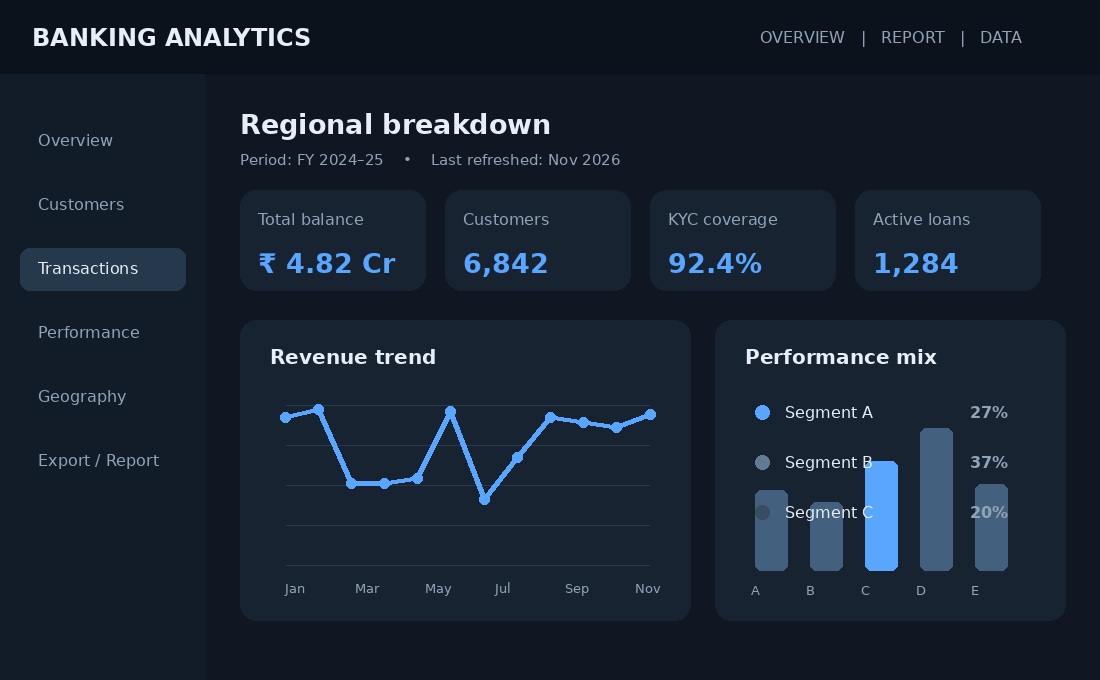 BANKING ANALYTICS
OVERVIEW | REPORT | DATA
Overview
Customers
Transactions
Performance
Geography
Export / Report
Regional breakdown
Period: FY 2024–25 • Last refreshed: Nov 2026
Total balance
₹ 4.82 Cr
Customers
6,842
KYC coverage
92.4%
Active loans
1,284
Revenue trend
Jan Mar May Jul Sep Nov
Performance mix
Segment A 27%
Segment B 37%
Segment C 20%
A B C D E